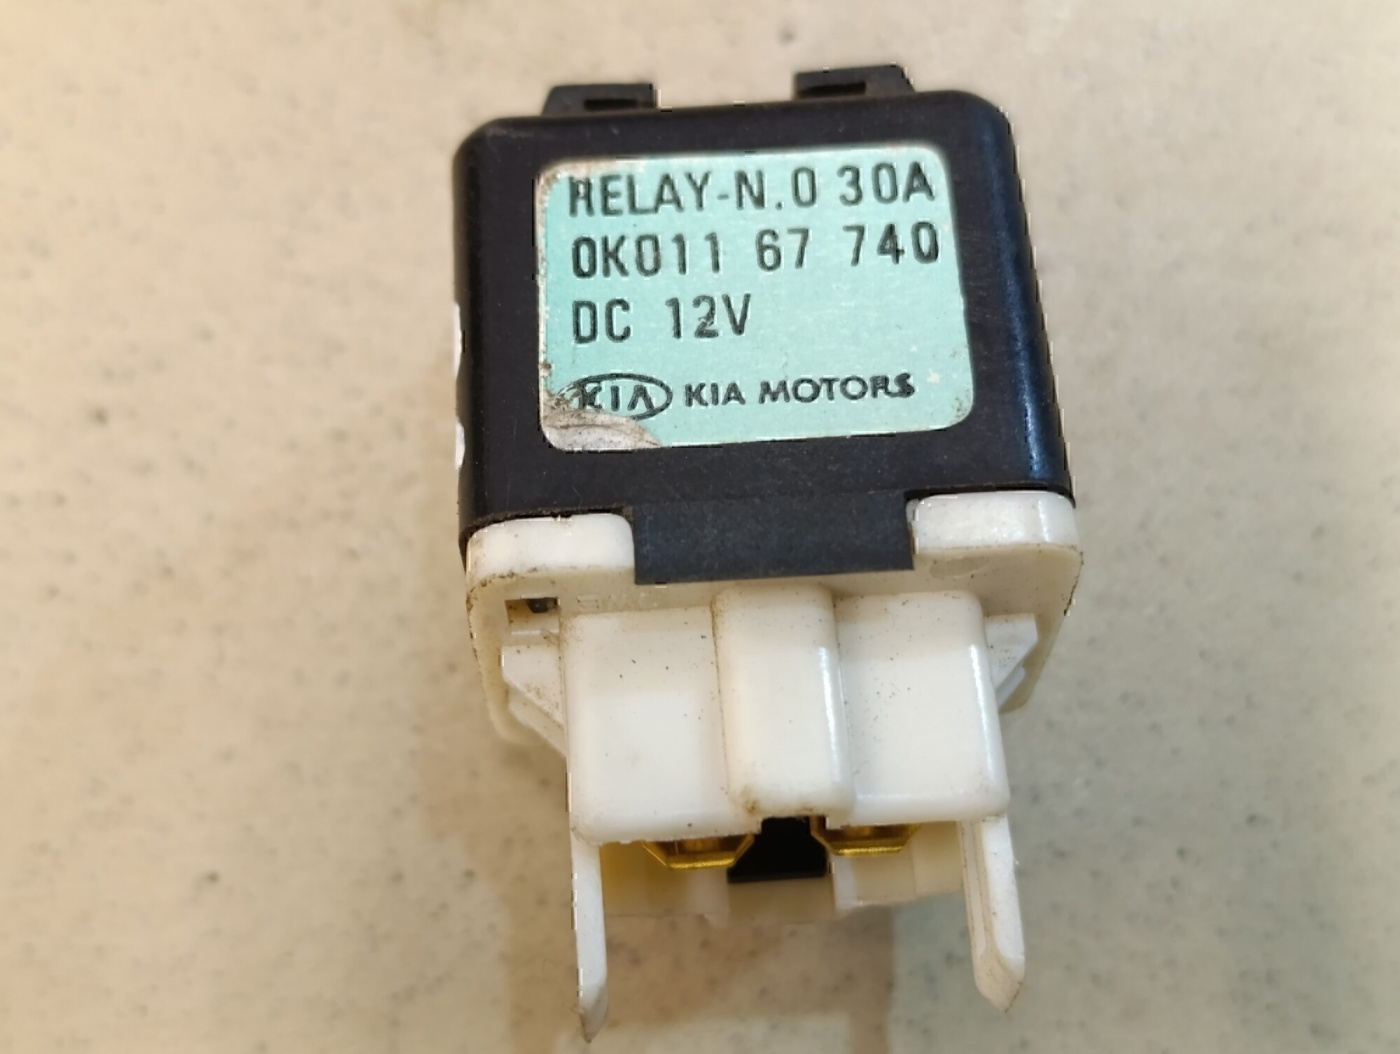 RELAY-N.O 30A
0K011 67 740
DC 12V
KIA KIA MOTORS